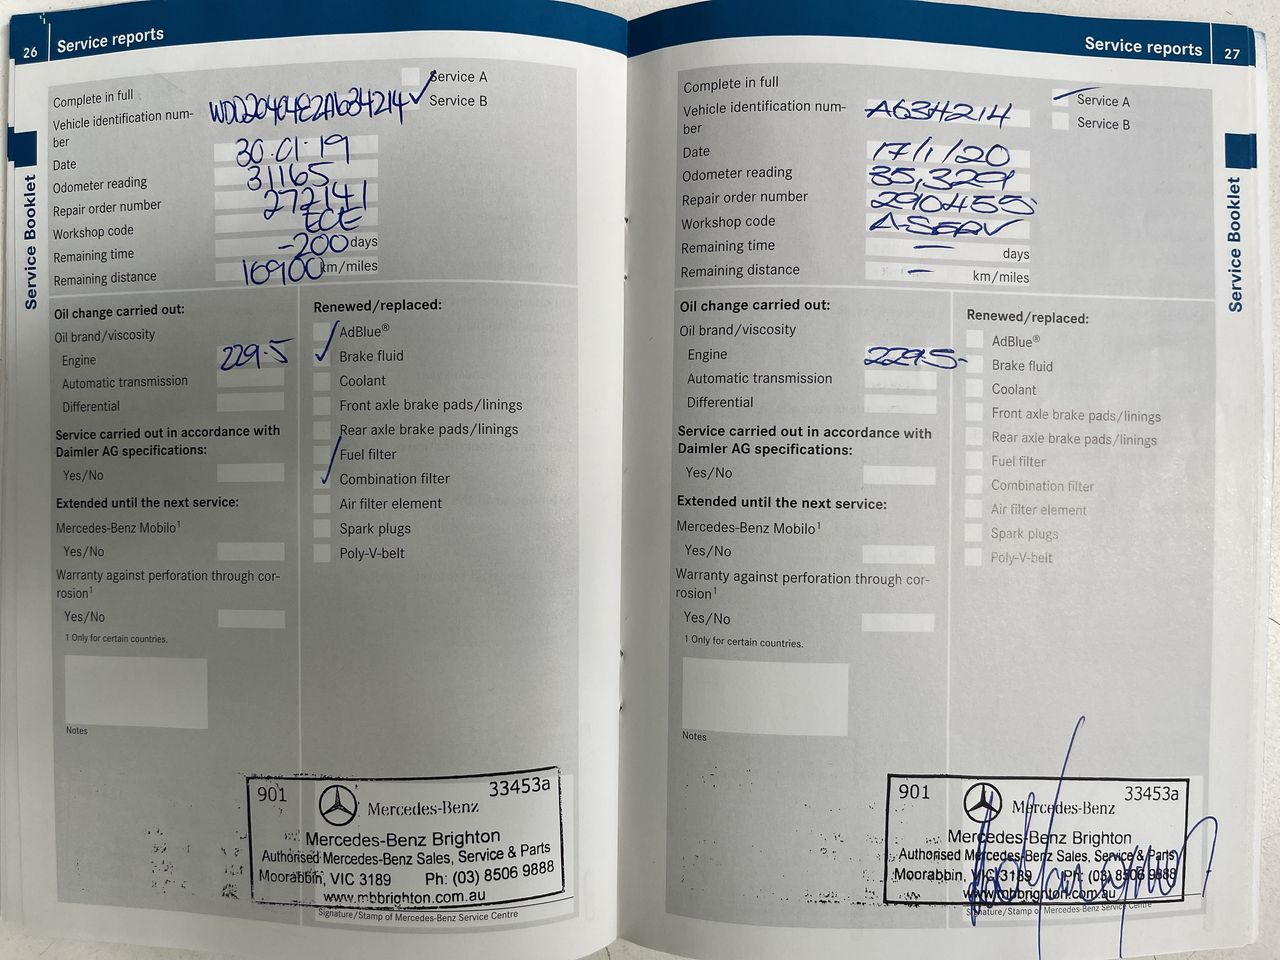 26 Service reports
Service Booklet
Complete in full
Service A
Service B
Vehicle identification num-
ber
WDD2040482A634214
Date 30.01.19
Odometer reading 31165
Repair order number 272141
Workshop code ECE
Remaining time -200 days
Remaining distance 16900 km/miles
Oil change carried out:
Oil brand/viscosity
Engine 229.5
Automatic transmission
Differential
Service carried out in accordance with
Daimler AG specifications:
Yes/No
Extended until the next service:
Mercedes-Benz Mobilo1
Yes/No
Warranty against perforation through cor-
rosion1
Yes/No
1 Only for certain countries.
Notes
Renewed/replaced:
AdBlue®
Brake fluid
Coolant
Front axle brake pads/linings
Rear axle brake pads/linings
Fuel filter
Combination filter
Air filter element
Spark plugs
Poly-V-belt
901 33453a
Mercedes-Benz
Mercedes-Benz Brighton
Authorised Mercedes-Benz Sales, Service & Parts
Moorabbin, VIC 3189 Ph: (03) 8506 9888
www.mbbrighton.com.au
Signature/Stamp of Mercedes-Benz Service Centre
Service reports 27
Service Booklet
Complete in full
Service A
Service B
Vehicle identification num-
ber
A634214
Date 17/1/20
Odometer reading 35,329
Repair order number 290455
Workshop code A-SERV
Remaining time - days
Remaining distance - km/miles
Oil change carried out:
Oil brand/viscosity
Engine 229.5-
Automatic transmission
Differential
Service carried out in accordance with
Daimler AG specifications:
Yes/No
Extended until the next service:
Mercedes-Benz Mobilo1
Yes/No
Warranty against perforation through cor-
rosion1
Yes/No
1 Only for certain countries.
Notes
Renewed/replaced:
AdBlue®
Brake fluid
Coolant
Front axle brake pads/linings
Rear axle brake pads/linings
Fuel filter
Combination filter
Air filter element
Spark plugs
Poly-V-belt
901 33453a
Mercedes-Benz
Mercedes-Benz Brighton
Authorised Mercedes-Benz Sales, Service & Parts
Moorabbin, VIC 3189 Ph: (03) 8506 9888
www.mbbrighton.com.au
Signature/Stamp of Mercedes-Benz Service Centre